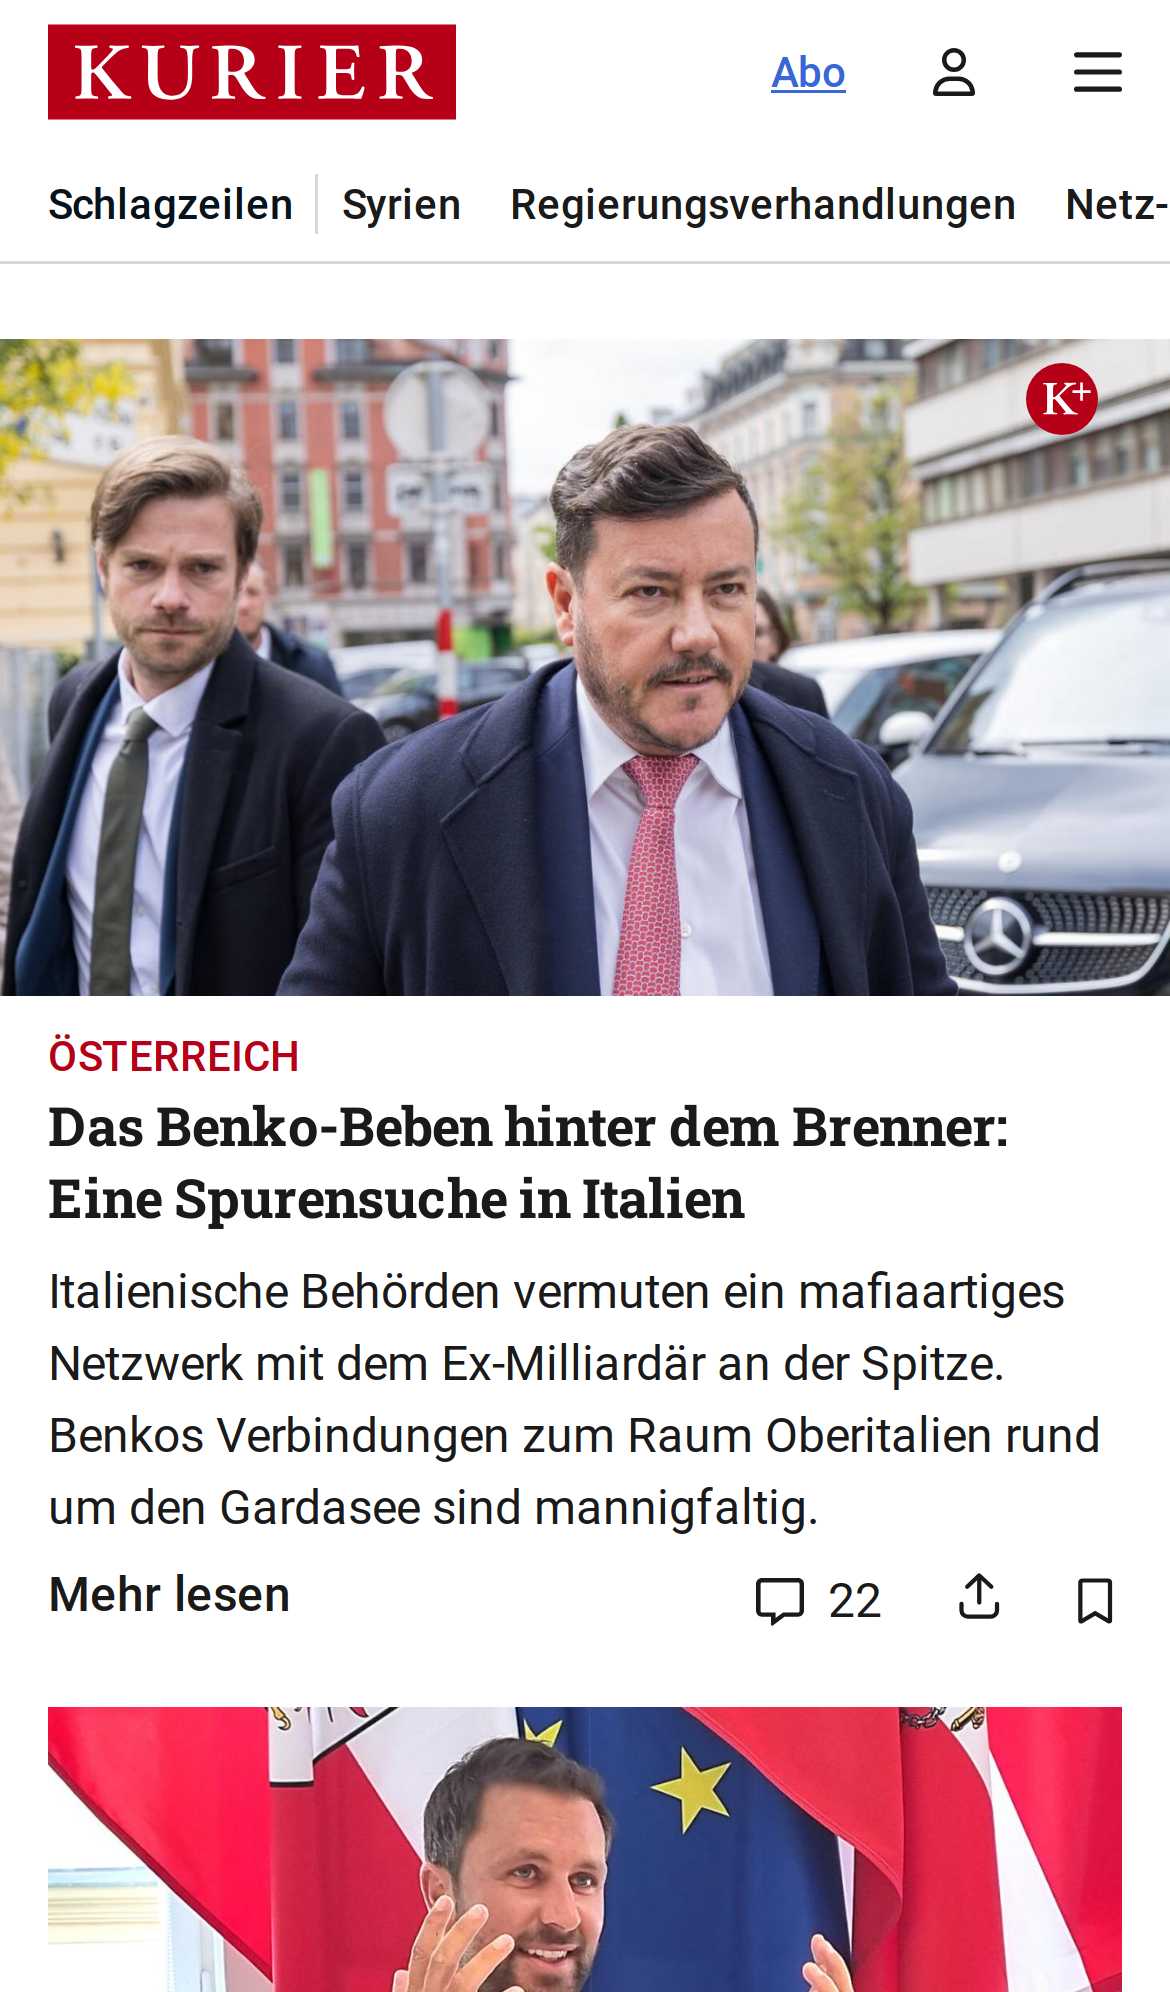 KURIER
Abo
Schlagzeilen
Syrien
Regierungsverhandlungen
Netz-
K+
ÖSTERREICH
Das Benko-Beben hinter dem Brenner:
Eine Spurensuche in Italien
Italienische Behörden vermuten ein mafiaartiges
Netzwerk mit dem Ex-Milliardär an der Spitze.
Benkos Verbindungen zum Raum Oberitalien rund
um den Gardasee sind mannigfaltig.
Mehr lesen
22